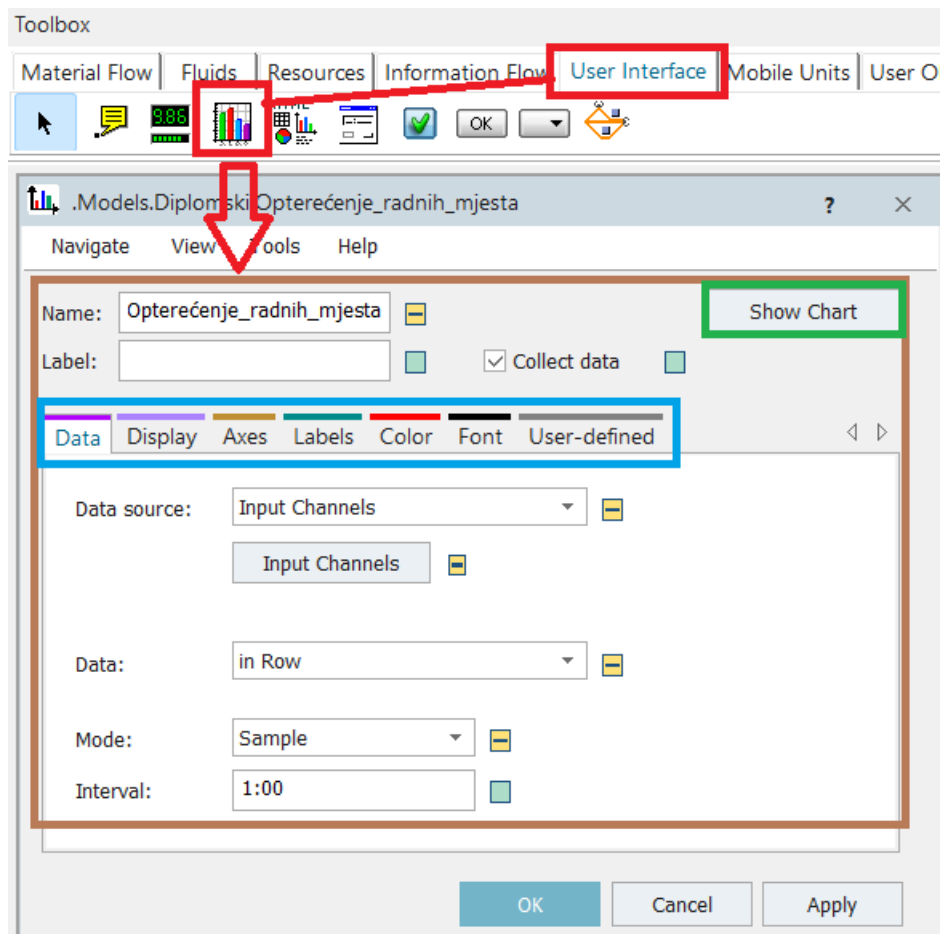 Toolbox
Material Flow Fluids Resources Information Flow User Interface Mobile Units User O
9.86 OK
.Models.Diplomski.Opterećenje_radnih_mjesta ? ×
Navigate View Tools Help
Name: Opterećenje_radnih_mjesta Show Chart
Label: Collect data
Data Display Axes Labels Color Font User-defined
Data source: Input Channels
Input Channels
Data: in Row
Mode: Sample
Interval: 1:00
OK Cancel Apply